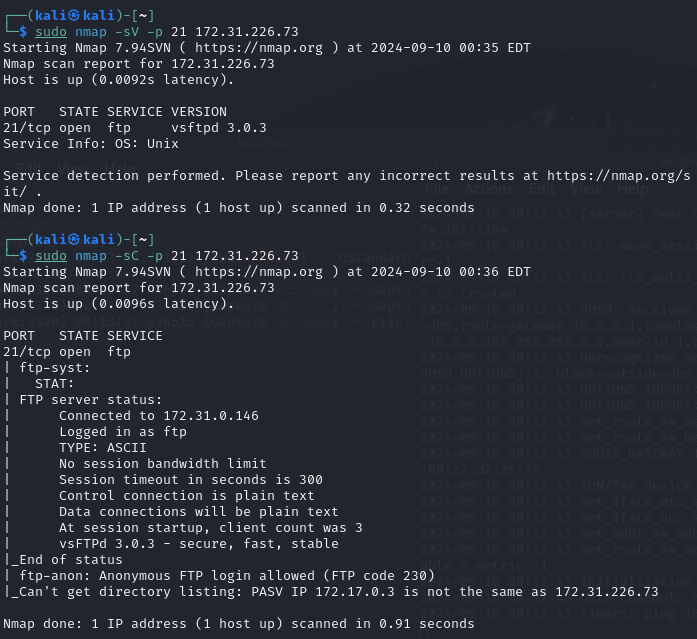 ┌──(kali㉿kali)-[~]
└─$ sudo nmap -sV -p 21 172.31.226.73
Starting Nmap 7.94SVN ( https://nmap.org ) at 2024-09-10 00:35 EDT
Nmap scan report for 172.31.226.73
Host is up (0.0092s latency).

PORT   STATE SERVICE VERSION
21/tcp open  ftp     vsftpd 3.0.3
Service Info: OS: Unix

Service detection performed. Please report any incorrect results at https://nmap.org/s
it/ .
Nmap done: 1 IP address (1 host up) scanned in 0.32 seconds

┌──(kali㉿kali)-[~]
└─$ sudo nmap -sC -p 21 172.31.226.73
Starting Nmap 7.94SVN ( https://nmap.org ) at 2024-09-10 00:36 EDT
Nmap scan report for 172.31.226.73
Host is up (0.0096s latency).

PORT   STATE SERVICE
21/tcp open  ftp
| ftp-syst:
|   STAT:
| FTP server status:
|      Connected to 172.31.0.146
|      Logged in as ftp
|      TYPE: ASCII
|      No session bandwidth limit
|      Session timeout in seconds is 300
|      Control connection is plain text
|      Data connections will be plain text
|      At session startup, client count was 3
|      vsFTPd 3.0.3 - secure, fast, stable
|_End of status
| ftp-anon: Anonymous FTP login allowed (FTP code 230)
|_Can't get directory listing: PASV IP 172.17.0.3 is not the same as 172.31.226.73

Nmap done: 1 IP address (1 host up) scanned in 0.91 seconds